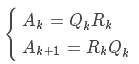 A_k = Q_k R_k
A_{k+1} = R_k Q_k